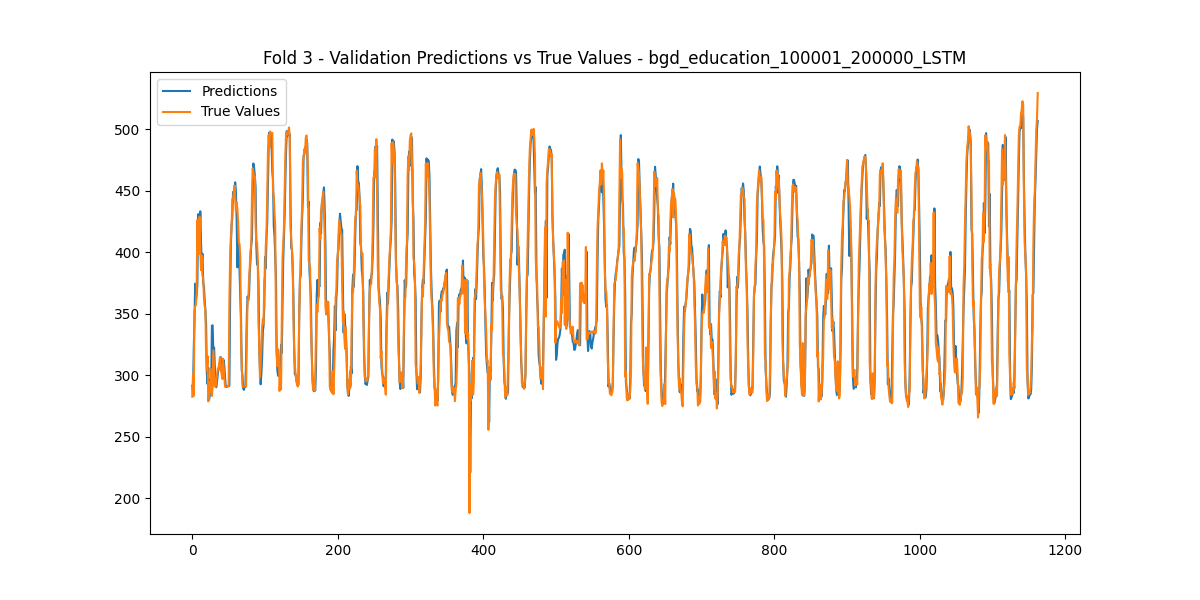 Fold 3 - Validation Predictions vs True Values - bgd_education_100001_200000_LSTM
Predictions
True Values
500
450
400
350
300
250
200
0 200 400 600 800 1000 1200